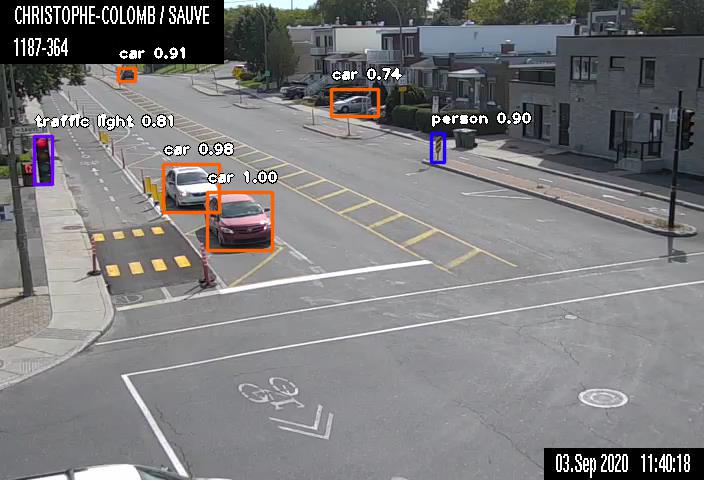 CHRISTOPHE-COLOMB / SAUVE
1187-364
car 0.91
car 0.74
person 0.90
traffic light 0.81
car 0.98
car 1.00
03.Sep 2020 11:40:18